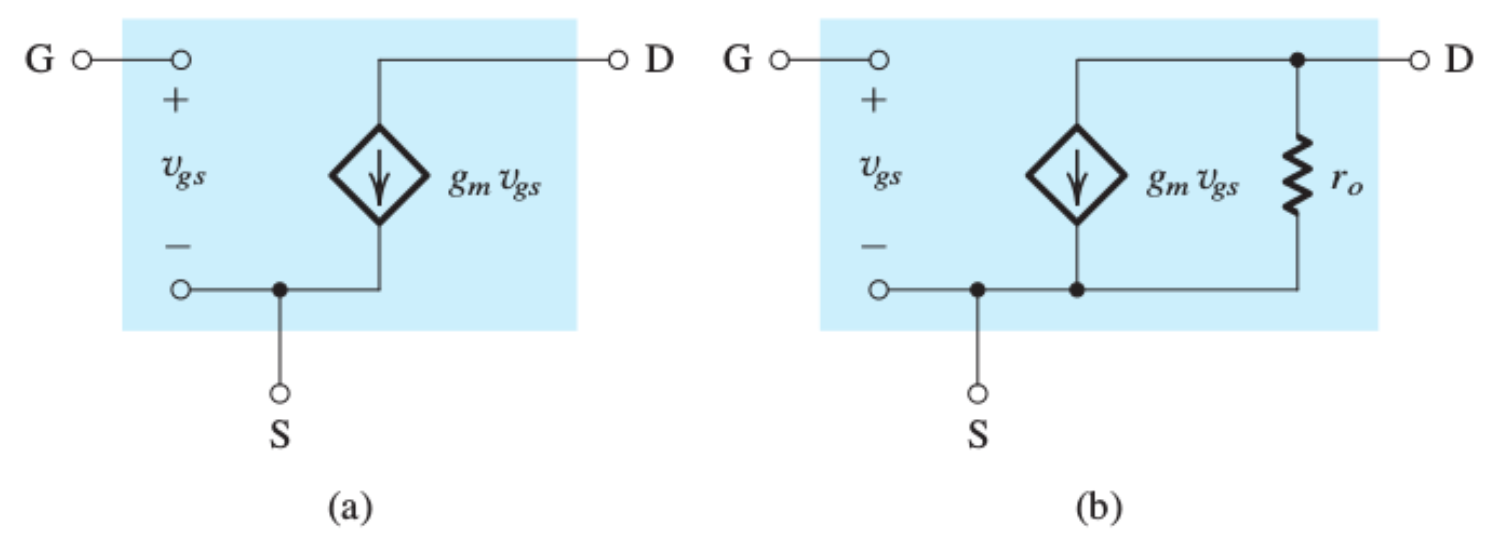 G D G D
+ +
v_gs g_m v_gs v_gs g_m v_gs r_o
− −
S S
(a) (b)